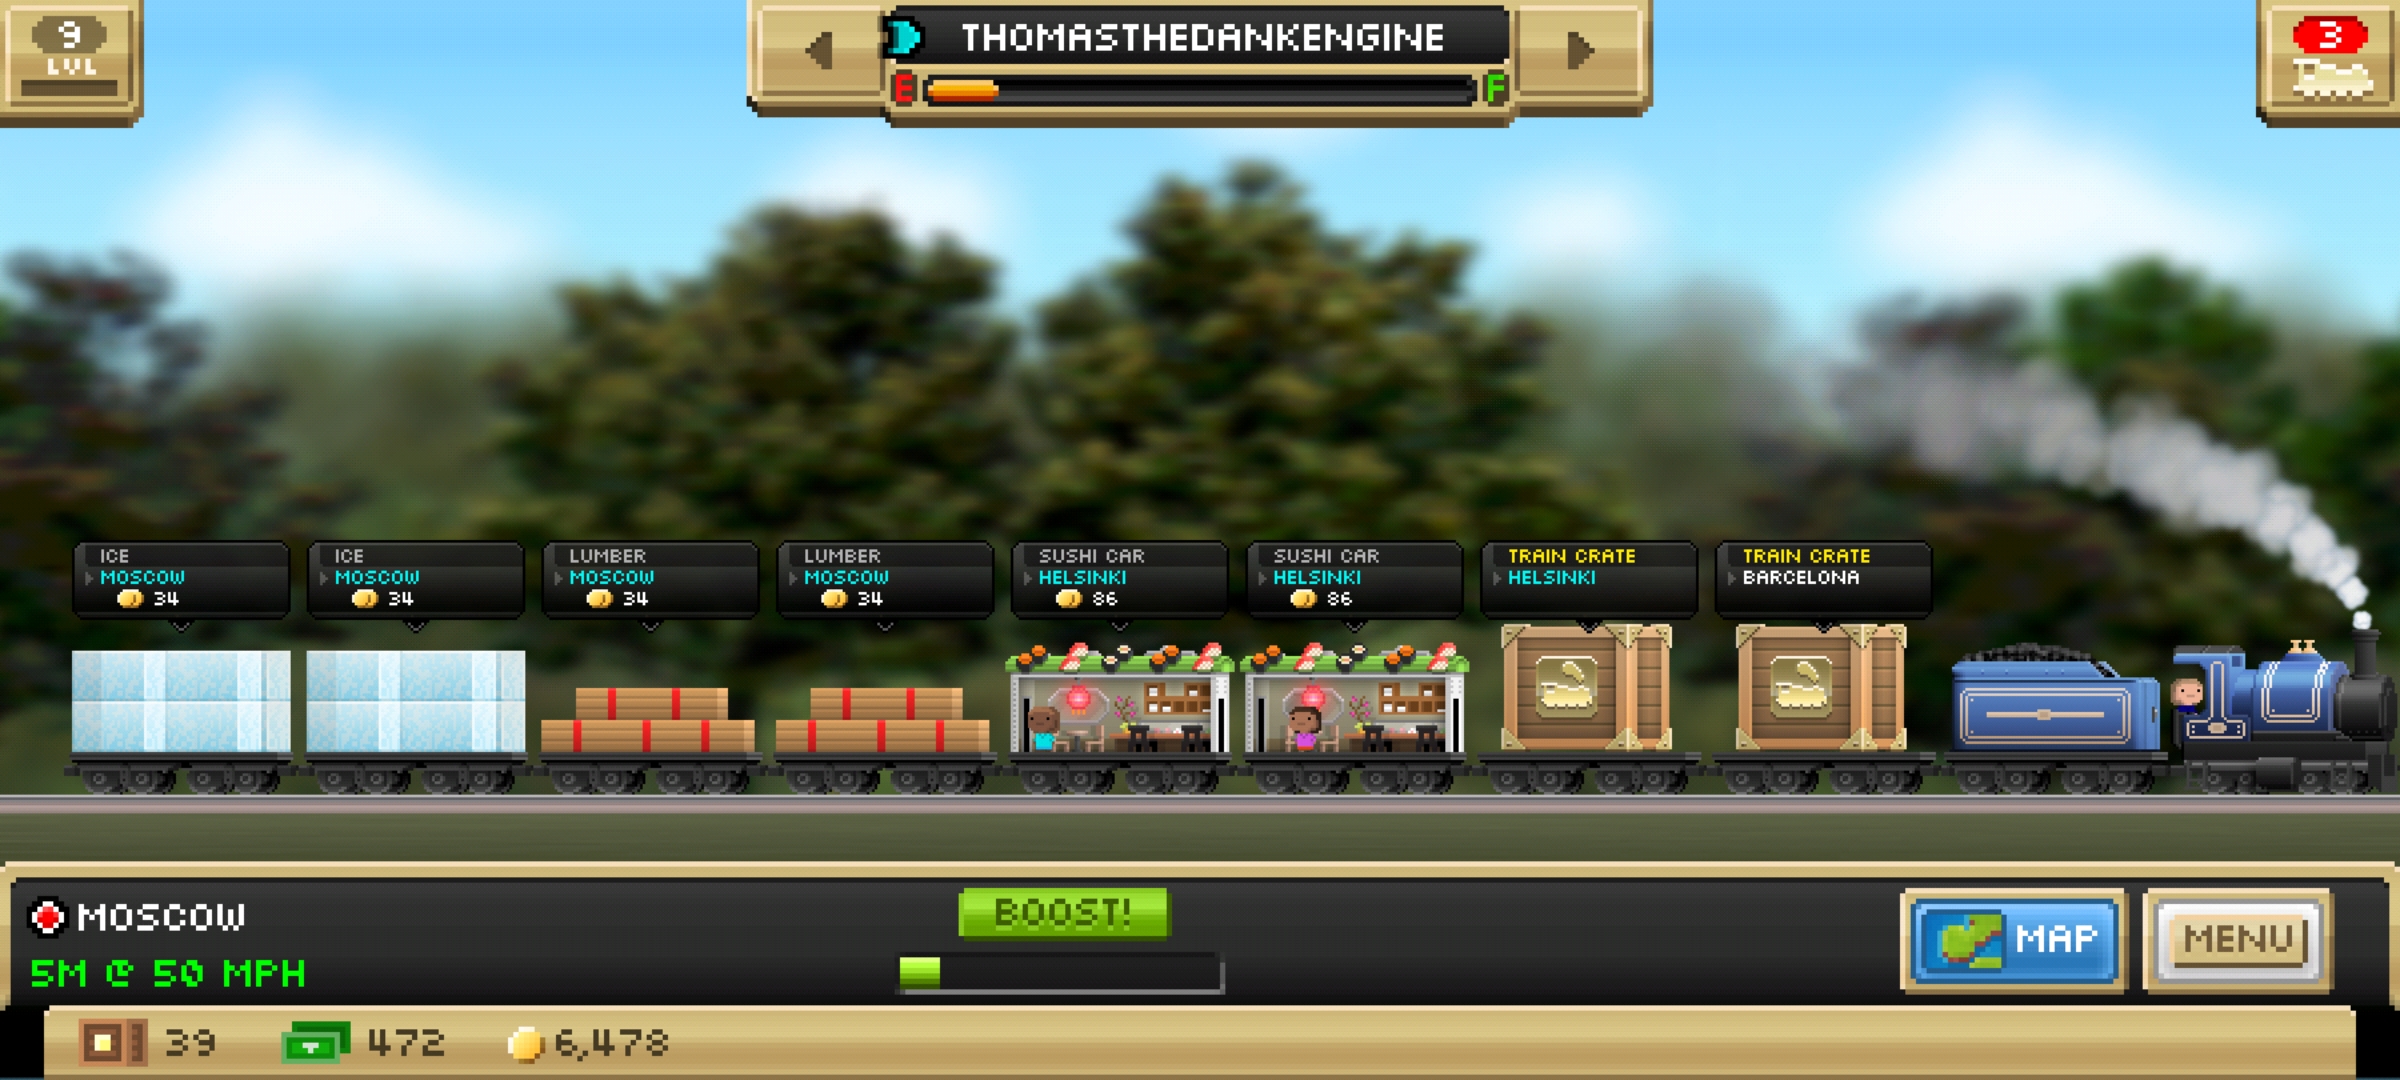 9
LVL
THOMASTHEDANKENGINE
E F
3
ICE
MOSCOW
34
ICE
MOSCOW
34
LUMBER
MOSCOW
34
LUMBER
MOSCOW
34
SUSHI CAR
HELSINKI
86
SUSHI CAR
HELSINKI
86
TRAIN CRATE
HELSINKI
TRAIN CRATE
BARCELONA
MOSCOW
5M @ 50 MPH
BOOST!
MAP
MENU
39
472
6,478